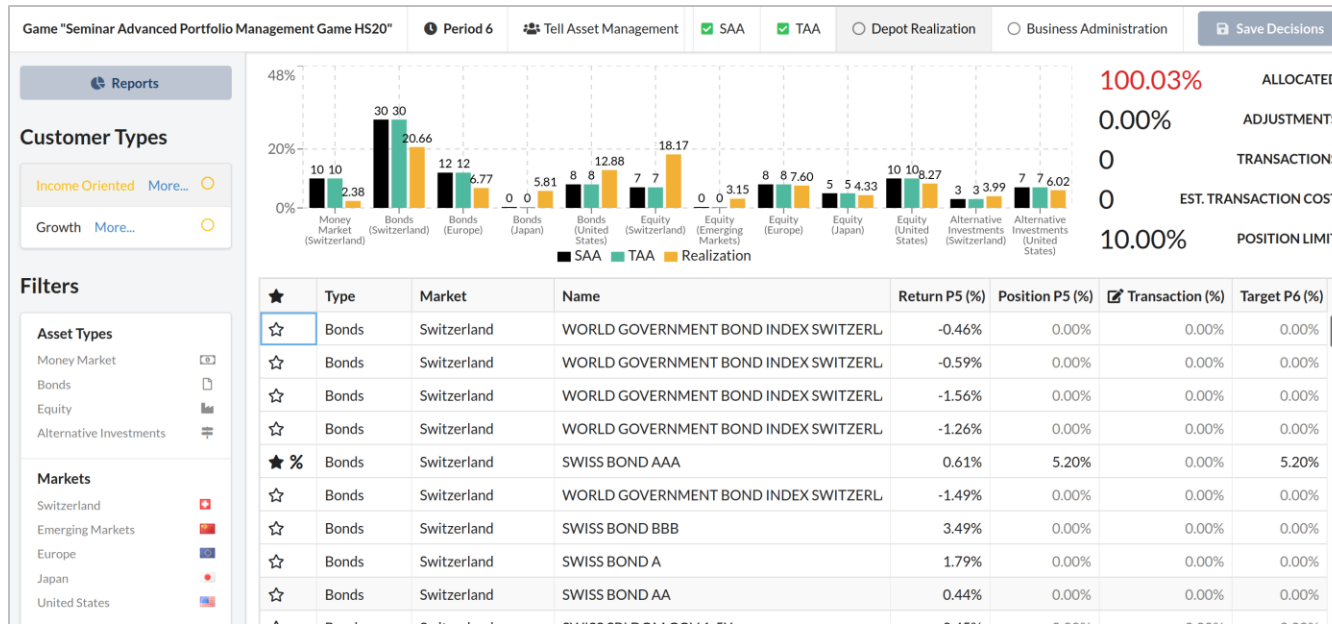 Game "Seminar Advanced Portfolio Management Game HS20" Period 6 Tell Asset Management SAA TAA Depot Realization Business Administration Save Decisions
Reports
Customer Types
Income Oriented More...
Growth More...
Filters
Asset Types
Money Market
Bonds
Equity
Alternative Investments
Markets
Switzerland
Emerging Markets
Europe
Japan
United States
48%
20%
0%
10 10 2.38
30 30 20.66
12 12 6.77
0 0 5.81
8 8 12.88
7 7 18.17
0 0 3.15
8 8 7.60
5 5 4.33
10 10 8.27
3 3 3.99
7 7 6.02
Money Market (Switzerland)
Bonds (Switzerland)
Bonds (Europe)
Bonds (Japan)
Bonds (United States)
Equity (Switzerland)
Equity (Emerging Markets)
Equity (Europe)
Equity (Japan)
Equity (United States)
Alternative Investments (Switzerland)
Alternative Investments (United States)
SAA TAA Realization
100.03% ALLOCATED
0.00% ADJUSTMENTS
0 TRANSACTIONS
0 EST. TRANSACTION COST
10.00% POSITION LIMIT
Type Market Name Return P5 (%) Position P5 (%) Transaction (%) Target P6 (%)
Bonds Switzerland WORLD GOVERNMENT BOND INDEX SWITZERL -0.46% 0.00% 0.00% 0.00%
Bonds Switzerland WORLD GOVERNMENT BOND INDEX SWITZERL -0.59% 0.00% 0.00% 0.00%
Bonds Switzerland WORLD GOVERNMENT BOND INDEX SWITZERL -1.56% 0.00% 0.00% 0.00%
Bonds Switzerland WORLD GOVERNMENT BOND INDEX SWITZERL -1.26% 0.00% 0.00% 0.00%
% Bonds Switzerland SWISS BOND AAA 0.61% 5.20% 0.00% 5.20%
Bonds Switzerland WORLD GOVERNMENT BOND INDEX SWITZERL -1.49% 0.00% 0.00% 0.00%
Bonds Switzerland SWISS BOND BBB 3.49% 0.00% 0.00% 0.00%
Bonds Switzerland SWISS BOND A 1.79% 0.00% 0.00% 0.00%
Bonds Switzerland SWISS BOND AA 0.44% 0.00% 0.00% 0.00%